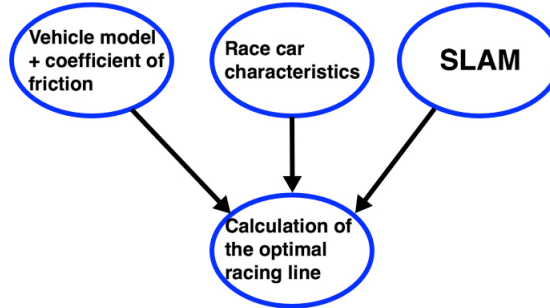 Vehicle model
+ coefficient of
friction
Race car
characteristics
SLAM
Calculation of
the optimal
racing line